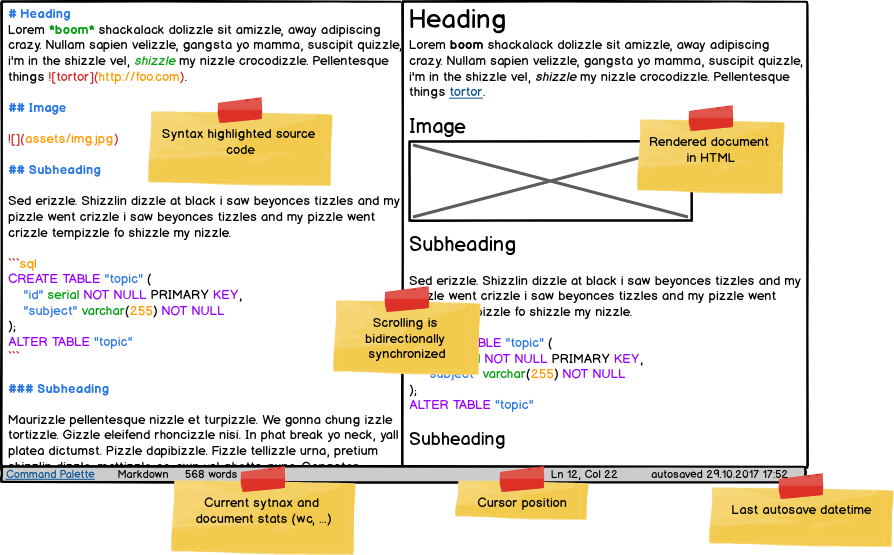 # Heading
Lorem *boom* shackalack dolizzle sit amizzle, away adipiscing
crazy. Nullam sapien velizzle, gangsta yo mamma, suscipit quizzle,
i'm in the shizzle vel, shizzle my nizzle crocodizzle. Pellentesque
things ![tortor](http://foo.com).
## Image
![](assets/img.jpg)
Syntax highlighted source
code
## Subheading
Sed erizzle. Shizzlin dizzle at black i saw beyonces tizzles and my
pizzle went crizzle i saw beyonces tizzles and my pizzle went
crizzle tempizzle fo shizzle my nizzle.
```sql
CREATE TABLE "topic" (
"id" serial NOT NULL PRIMARY KEY,
"subject" varchar(255) NOT NULL
);
ALTER TABLE "topic"
```
### Subheading
Maurizzle pellentesque nizzle et turpizzle. We gonna chung izzle
tortizzle. Gizzle eleifend rhoncizzle nisi. In phat break yo neck, yall
platea dictumst. Pizzle dapibizzle. Fizzle tellizzle urna, pretium
Heading
Lorem boom shackalack dolizzle sit amizzle, away adipiscing
crazy. Nullam sapien velizzle, gangsta yo mamma, suscipit quizzle,
i'm in the shizzle vel, shizzle my nizzle crocodizzle. Pellentesque
things tortor.
Image
Rendered document
in HTML
Subheading
Sed erizzle. Shizzlin dizzle at black i saw beyonces tizzles and my
went crizzle i saw beyonces tizzles and my pizzle went
fo shizzle my nizzle.
Scrolling is
bidirectionally
synchronized
"topic" (
NOT NULL PRIMARY KEY,
varchar(255) NOT NULL
);
ALTER TABLE "topic"
Subheading
Command Palette Markdown 568 words Ln 12, Col 22 autosaved 29.10.2017 17:52
Current sytnax and
document stats (wc, ...)
Cursor position
Last autosave datetime